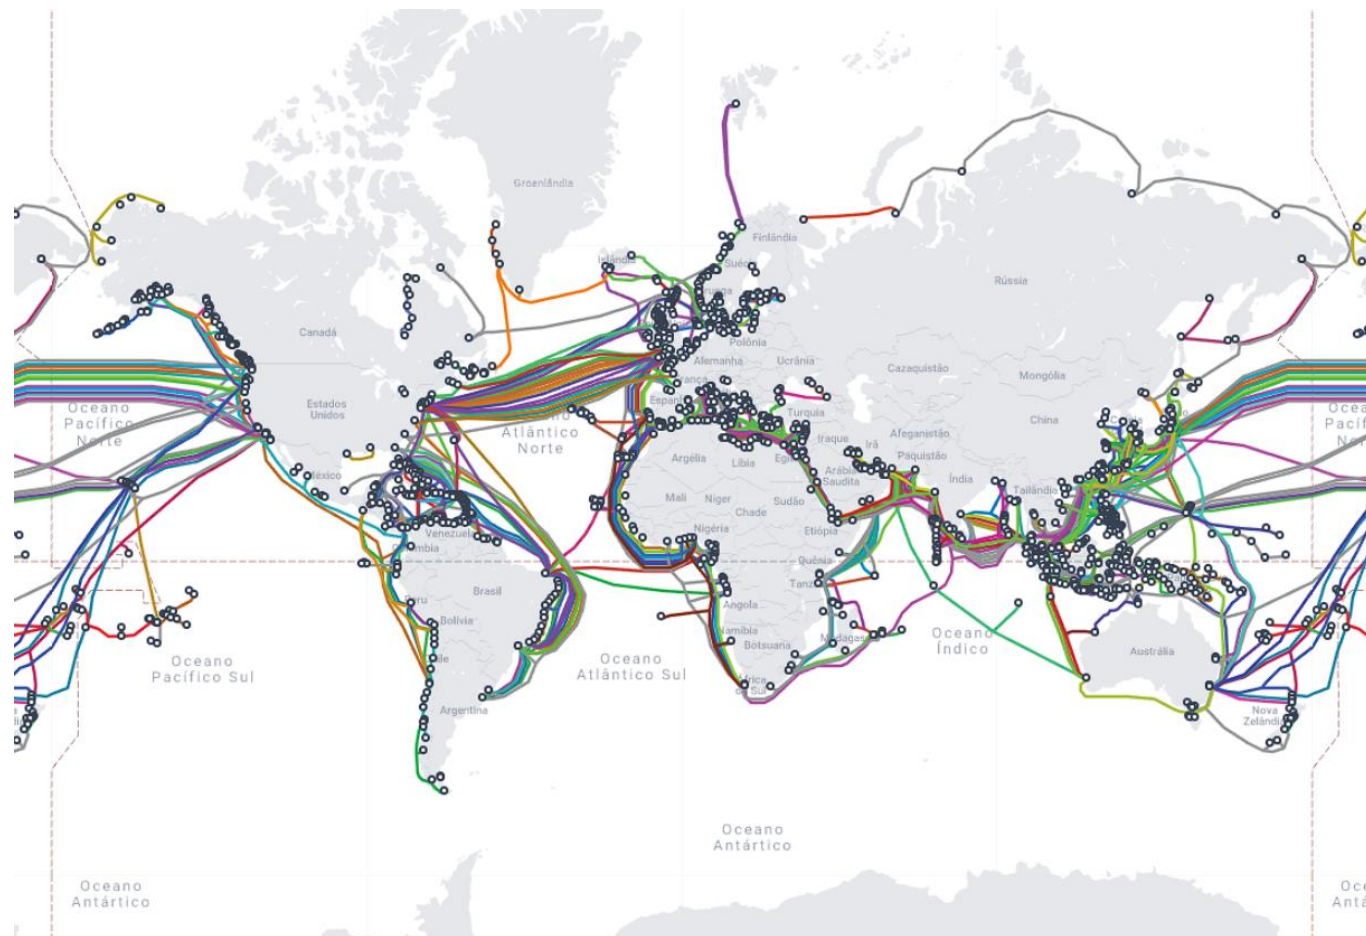 Groenlândia
Finlândia
Islândia
Rússia
Canadá
Polônia
Alemanha
Ucrânia
Cazaquistão
Mongólia
Estados
Unidos
Oceano
Pacífico
Norte
Atlântico
Norte
Turquia
China
Afeganistão
Iraque
Irã
Paquistão
Argélia
Líbia
Arábia
Saudita
Índia
México
Mali
Níger
Sudão
Chade
Tailândia
Nigéria
Etiópia
Venezuela
Quênia
Brasil
Peru
Angola
Bolívia
Namíbia
Botsuana
Oceano
Índico
Austrália
Oceano
Pacífico Sul
Oceano
Atlântico Sul
Argentina
Nova
Zelândia
Oceano
Antártico
Oceano
Antártico